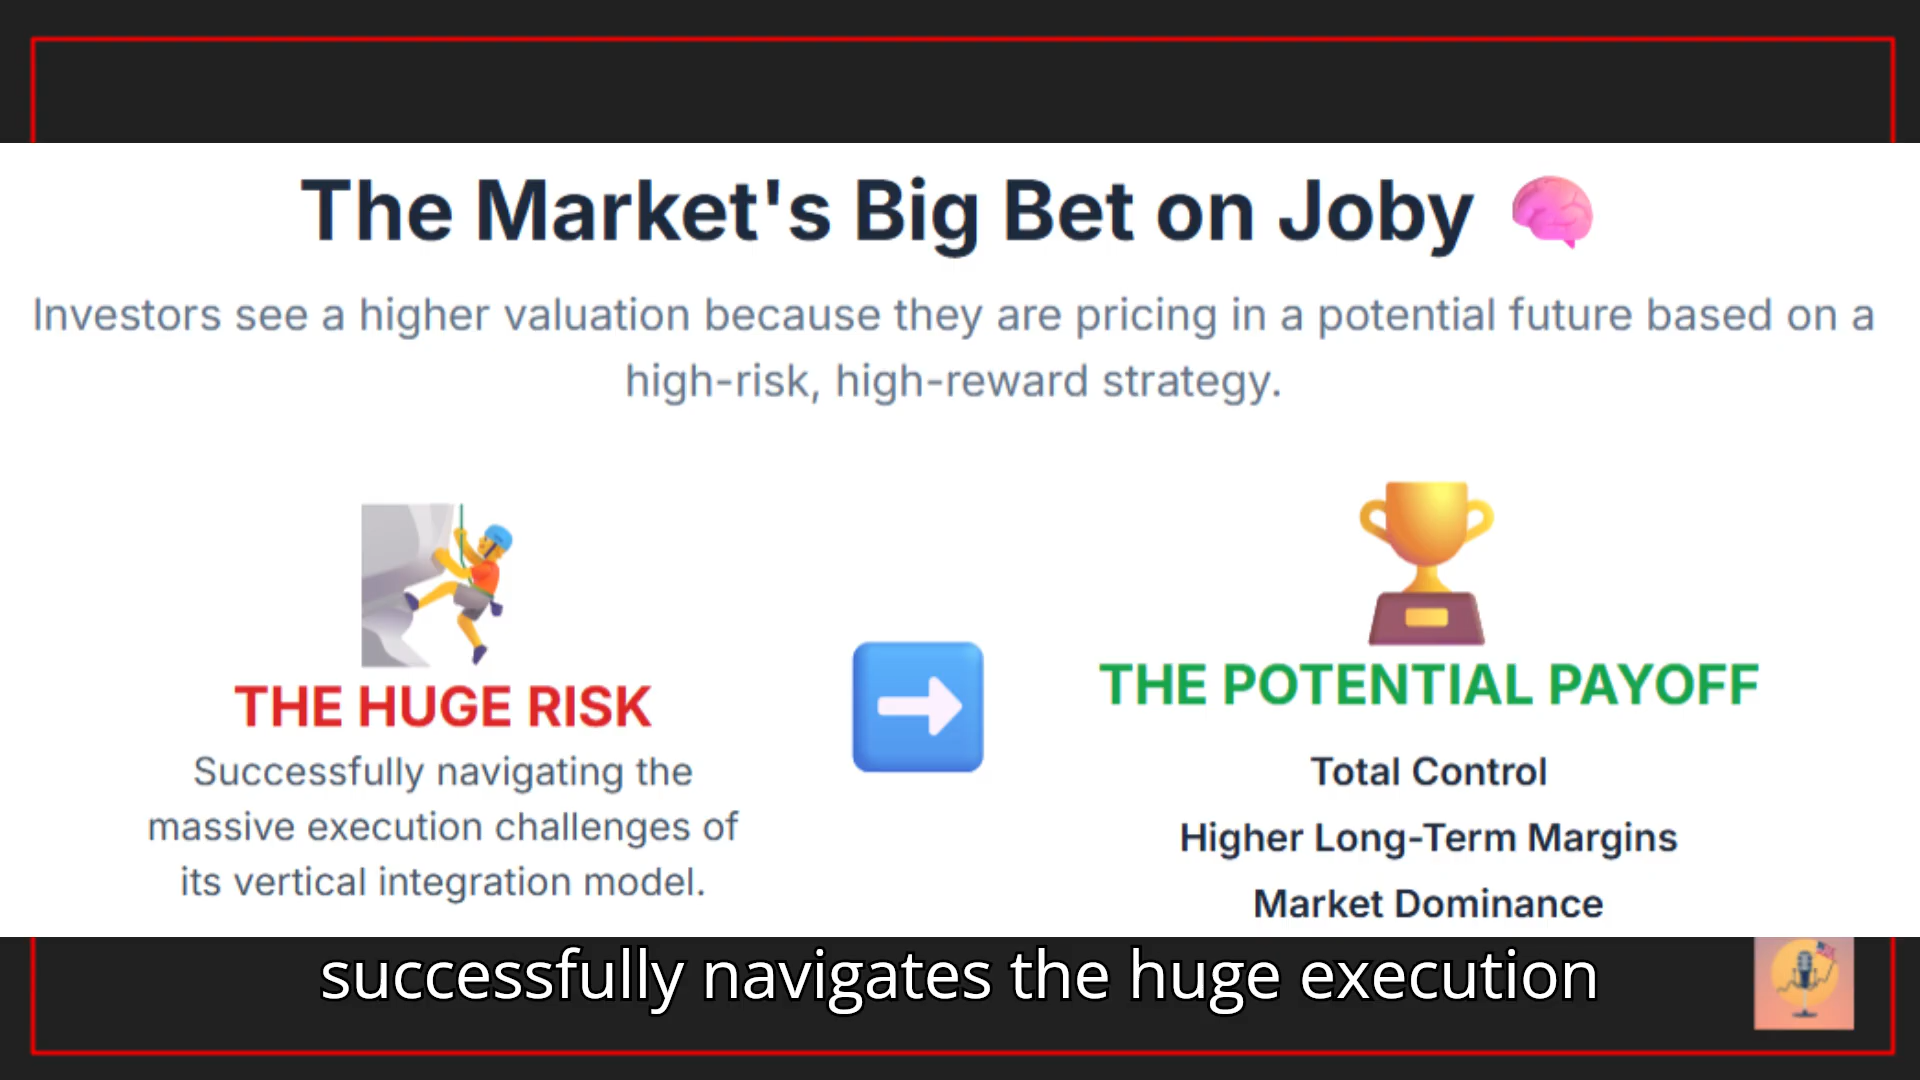 The Market's Big Bet on Joby
Investors see a higher valuation because they are pricing in a potential future based on a
high-risk, high-reward strategy.
THE HUGE RISK
Successfully navigating the
massive execution challenges of
its vertical integration model.
THE POTENTIAL PAYOFF
Total Control
Higher Long-Term Margins
Market Dominance
successfully navigates the huge execution